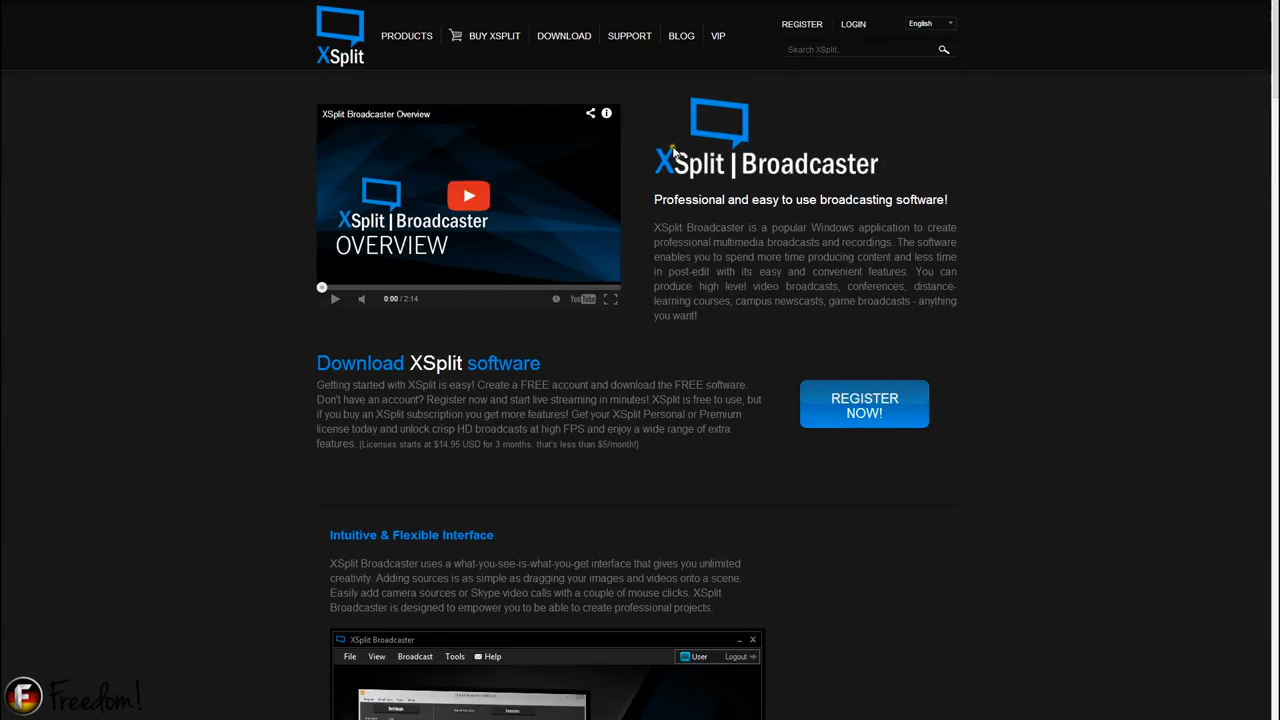 XSplit
PRODUCTS
BUY XSPLIT
DOWNLOAD
SUPPORT
BLOG
VIP
REGISTER
LOGIN
English
Search XSplit..
XSplit Broadcaster Overview
XSplit | Broadcaster
OVERVIEW
0:00 / 2:14
YouTube
XSplit | Broadcaster
Professional and easy to use broadcasting software!
XSplit Broadcaster is a popular Windows application to create
professional multimedia broadcasts and recordings. The software
enables you to spend more time producing content and less time
in post-edit with its easy and convenient features. You can
produce high level video broadcasts, conferences, distance-
learning courses, campus newscasts, game broadcasts - anything
you want!
Download XSplit software
Getting started with XSplit is easy! Create a FREE account and download the FREE software.
Don't have an account? Register now and start live streaming in minutes! XSplit is free to use, but
if you buy an XSplit subscription you get more features! Get your XSplit Personal or Premium
license today and unlock crisp HD broadcasts at high FPS and enjoy a wide range of extra
features. (Licenses starts at $14.95 USD for 3 months, that's less than $5/month!)
REGISTER
NOW!
Intuitive & Flexible Interface
XSplit Broadcaster uses a what-you-see-is-what-you-get interface that gives you unlimited
creativity. Adding sources is as simple as dragging your images and videos onto a scene.
Easily add camera sources or Skype video calls with a couple of mouse clicks. XSplit
Broadcaster is designed to empower you to be able to create professional projects.
XSplit Broadcaster
File View Broadcast Tools Help
User Logout
F Freedom!